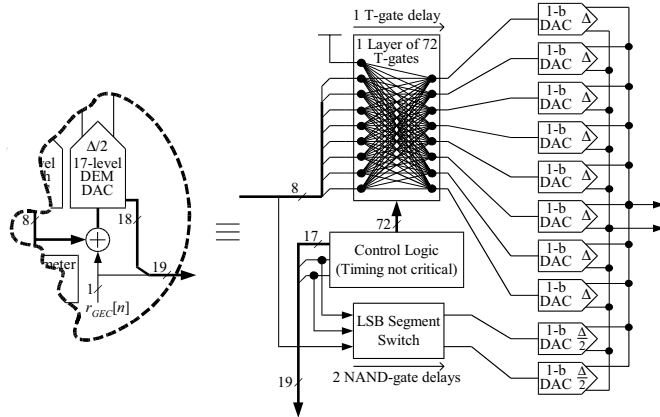 Δ/2
17-level
DEM
DAC
vel
8
18
+
meter
1
19
r_GEC[n]
1 T-gate delay
1 Layer of 72
T-gates
8
72
17
Control Logic
(Timing not critical)
LSB Segment
Switch
19
2 NAND-gate delays
1-b
DAC Δ
1-b
DAC Δ
1-b
DAC Δ
1-b
DAC Δ
1-b
DAC Δ
1-b
DAC Δ
1-b
DAC Δ
1-b
DAC Δ
1-b
DAC Δ/2
1-b
DAC Δ/2